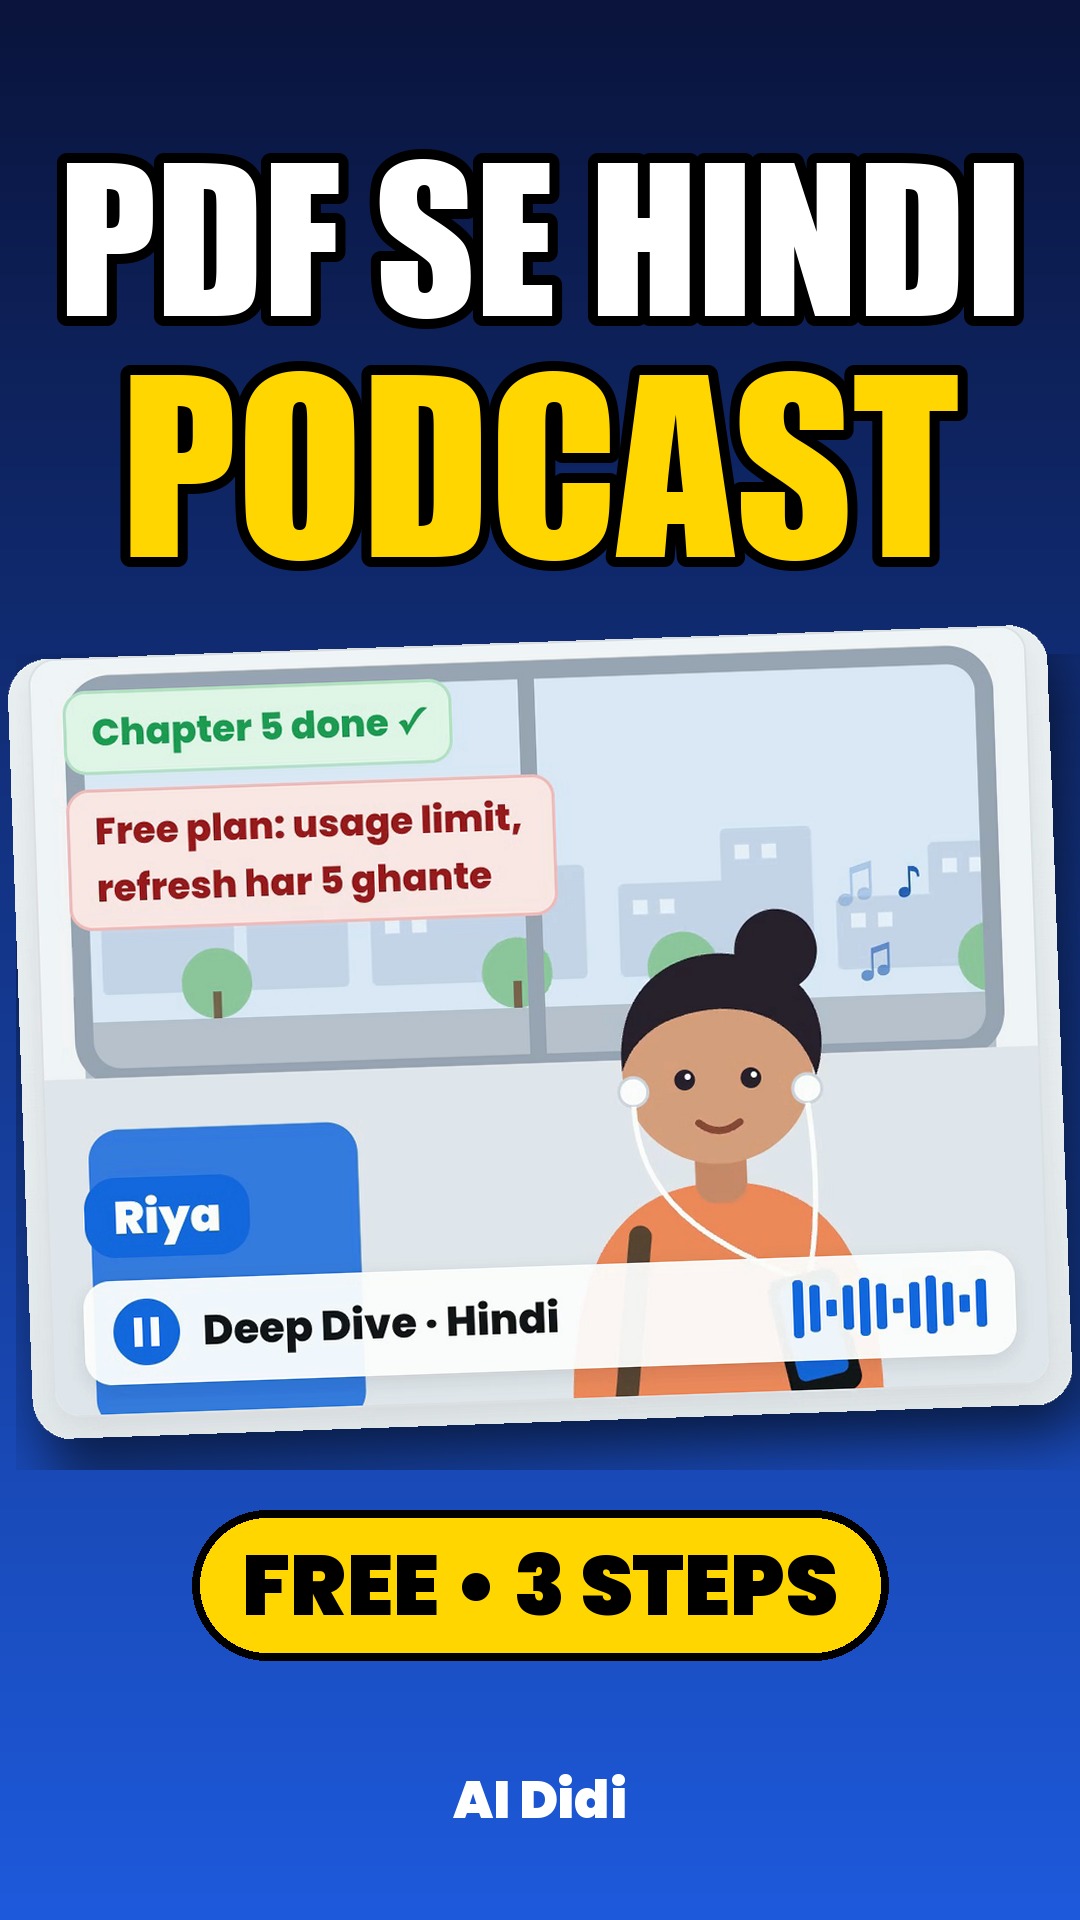 PDF SE HINDI
PODCAST
Chapter 5 done ✓
Free plan: usage limit,
refresh har 5 ghante
Riya
Deep Dive · Hindi
FREE • 3 STEPS
AI Didi